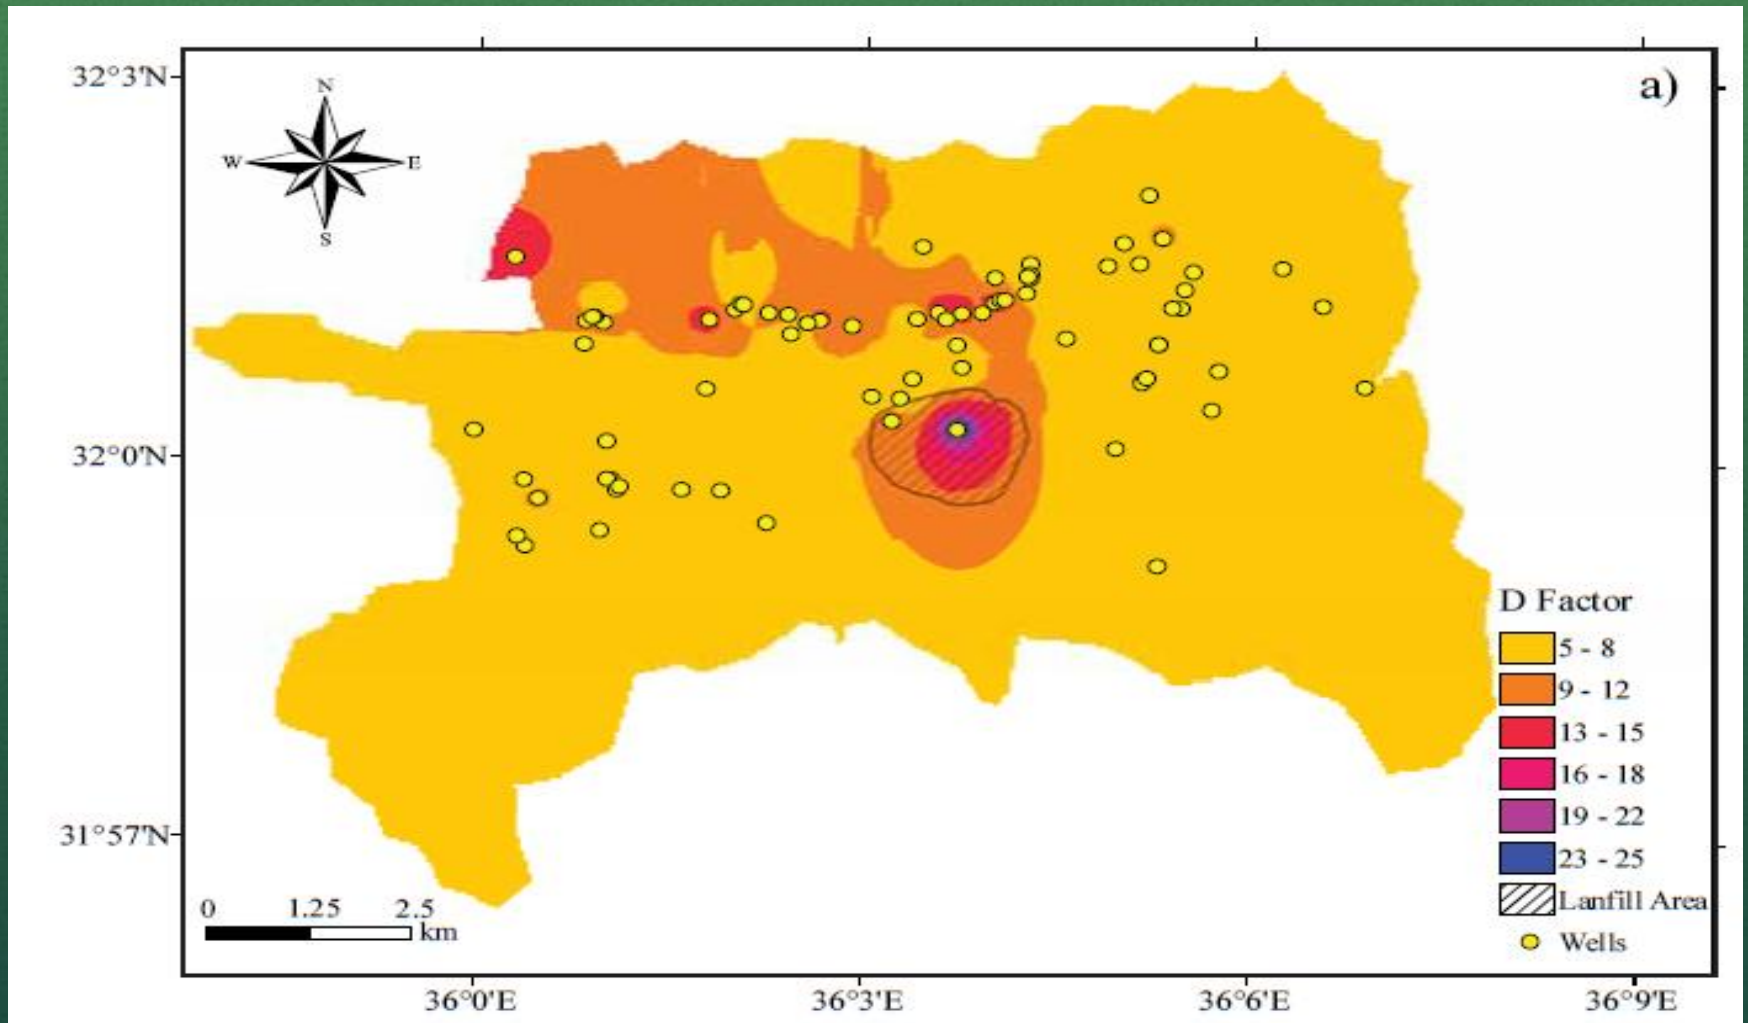 32°3'N
a)
N
W
E
S
32°0'N
31°57'N
D Factor
5 - 8
9 - 12
13 - 15
16 - 18
19 - 22
23 - 25
Lanfill Area
Wells
0 1.25 2.5
km
36°0'E 36°3'E 36°6'E 36°9'E